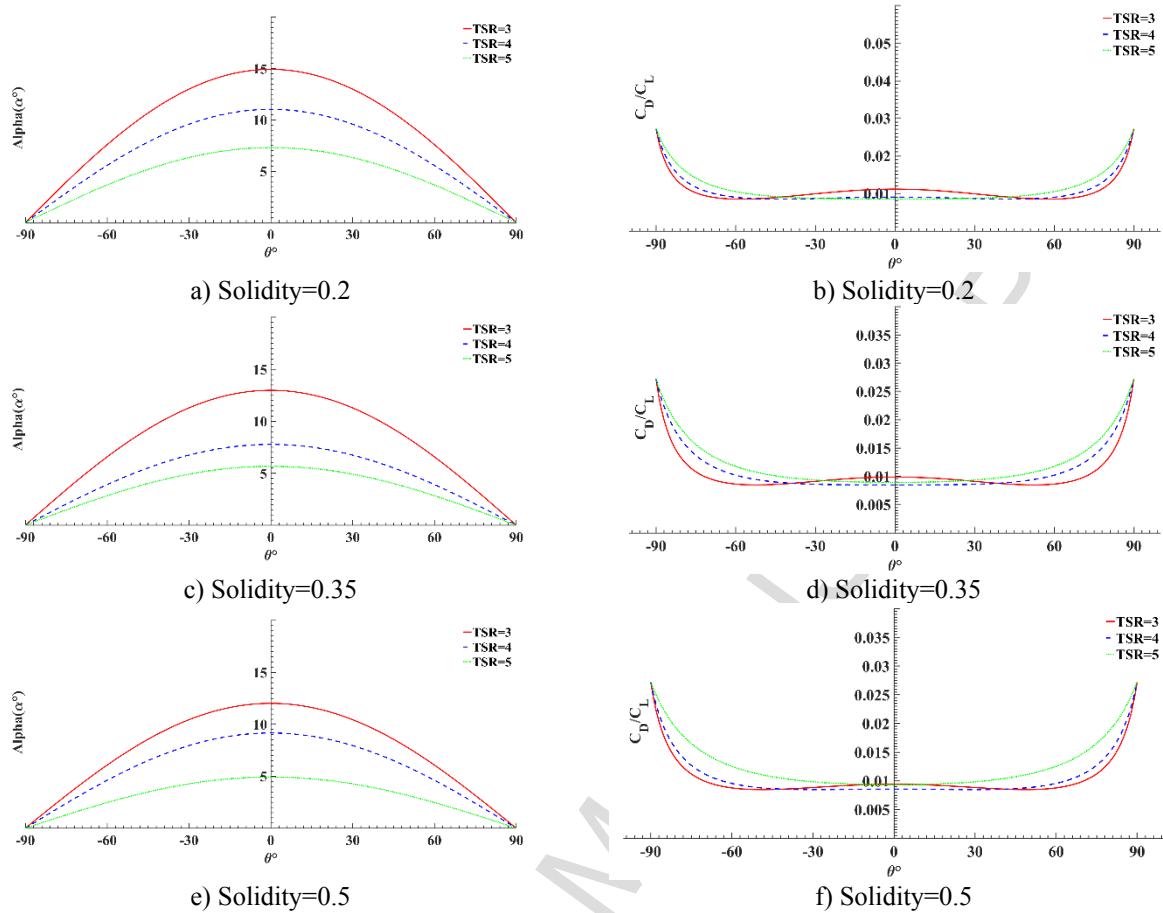 TSR=3
TSR=4
TSR=5
Alpha(α°)
15
10
5
-90 -60 -30 0 30 60 90
θ°
a) Solidity=0.2
TSR=3
TSR=4
TSR=5
C_D/C_L
0.05
0.04
0.03
0.02
0.01
-90 -60 -30 0 30 60 90
θ°
b) Solidity=0.2
TSR=3
TSR=4
TSR=5
Alpha(α°)
15
10
5
-90 -60 -30 0 30 60 90
θ°
c) Solidity=0.35
TSR=3
TSR=4
TSR=5
C_D/C_L
0.035
0.03
0.025
0.02
0.015
0.01
0.005
-90 -60 -30 0 30 60 90
θ°
d) Solidity=0.35
TSR=3
TSR=4
TSR=5
Alpha(α°)
15
10
5
-90 -60 -30 0 30 60 90
θ°
e) Solidity=0.5
TSR=3
TSR=4
TSR=5
C_D/C_L
0.035
0.03
0.025
0.02
0.015
0.01
0.005
-90 -60 -30 0 30 60 90
θ°
f) Solidity=0.5